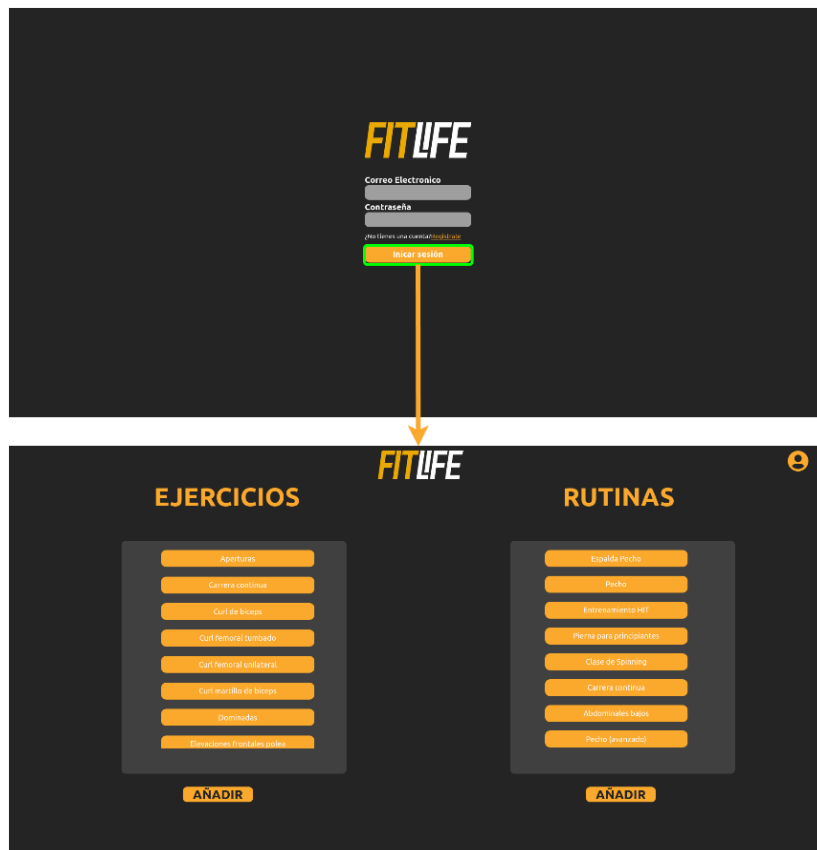 FITLIFE
Correo Electronico
Contraseña
¿No tienes una cuenta?Registrate
Inicar sesión
FITLIFE
EJERCICIOS
Aperturas
Carrera continua
Curl de biceps
Curl femoral tumbado
Curl femoral unilateral
Curl martillo de biceps
Dominadas
Elevaciones frontales polea
AÑADIR
RUTINAS
Espalda Pecho
Pecho
Entrenamiento HIT
Pierna para principiantes
Clase de Spinning
Carrera continua
Abdominales bajos
Pecho (avanzado)
AÑADIR